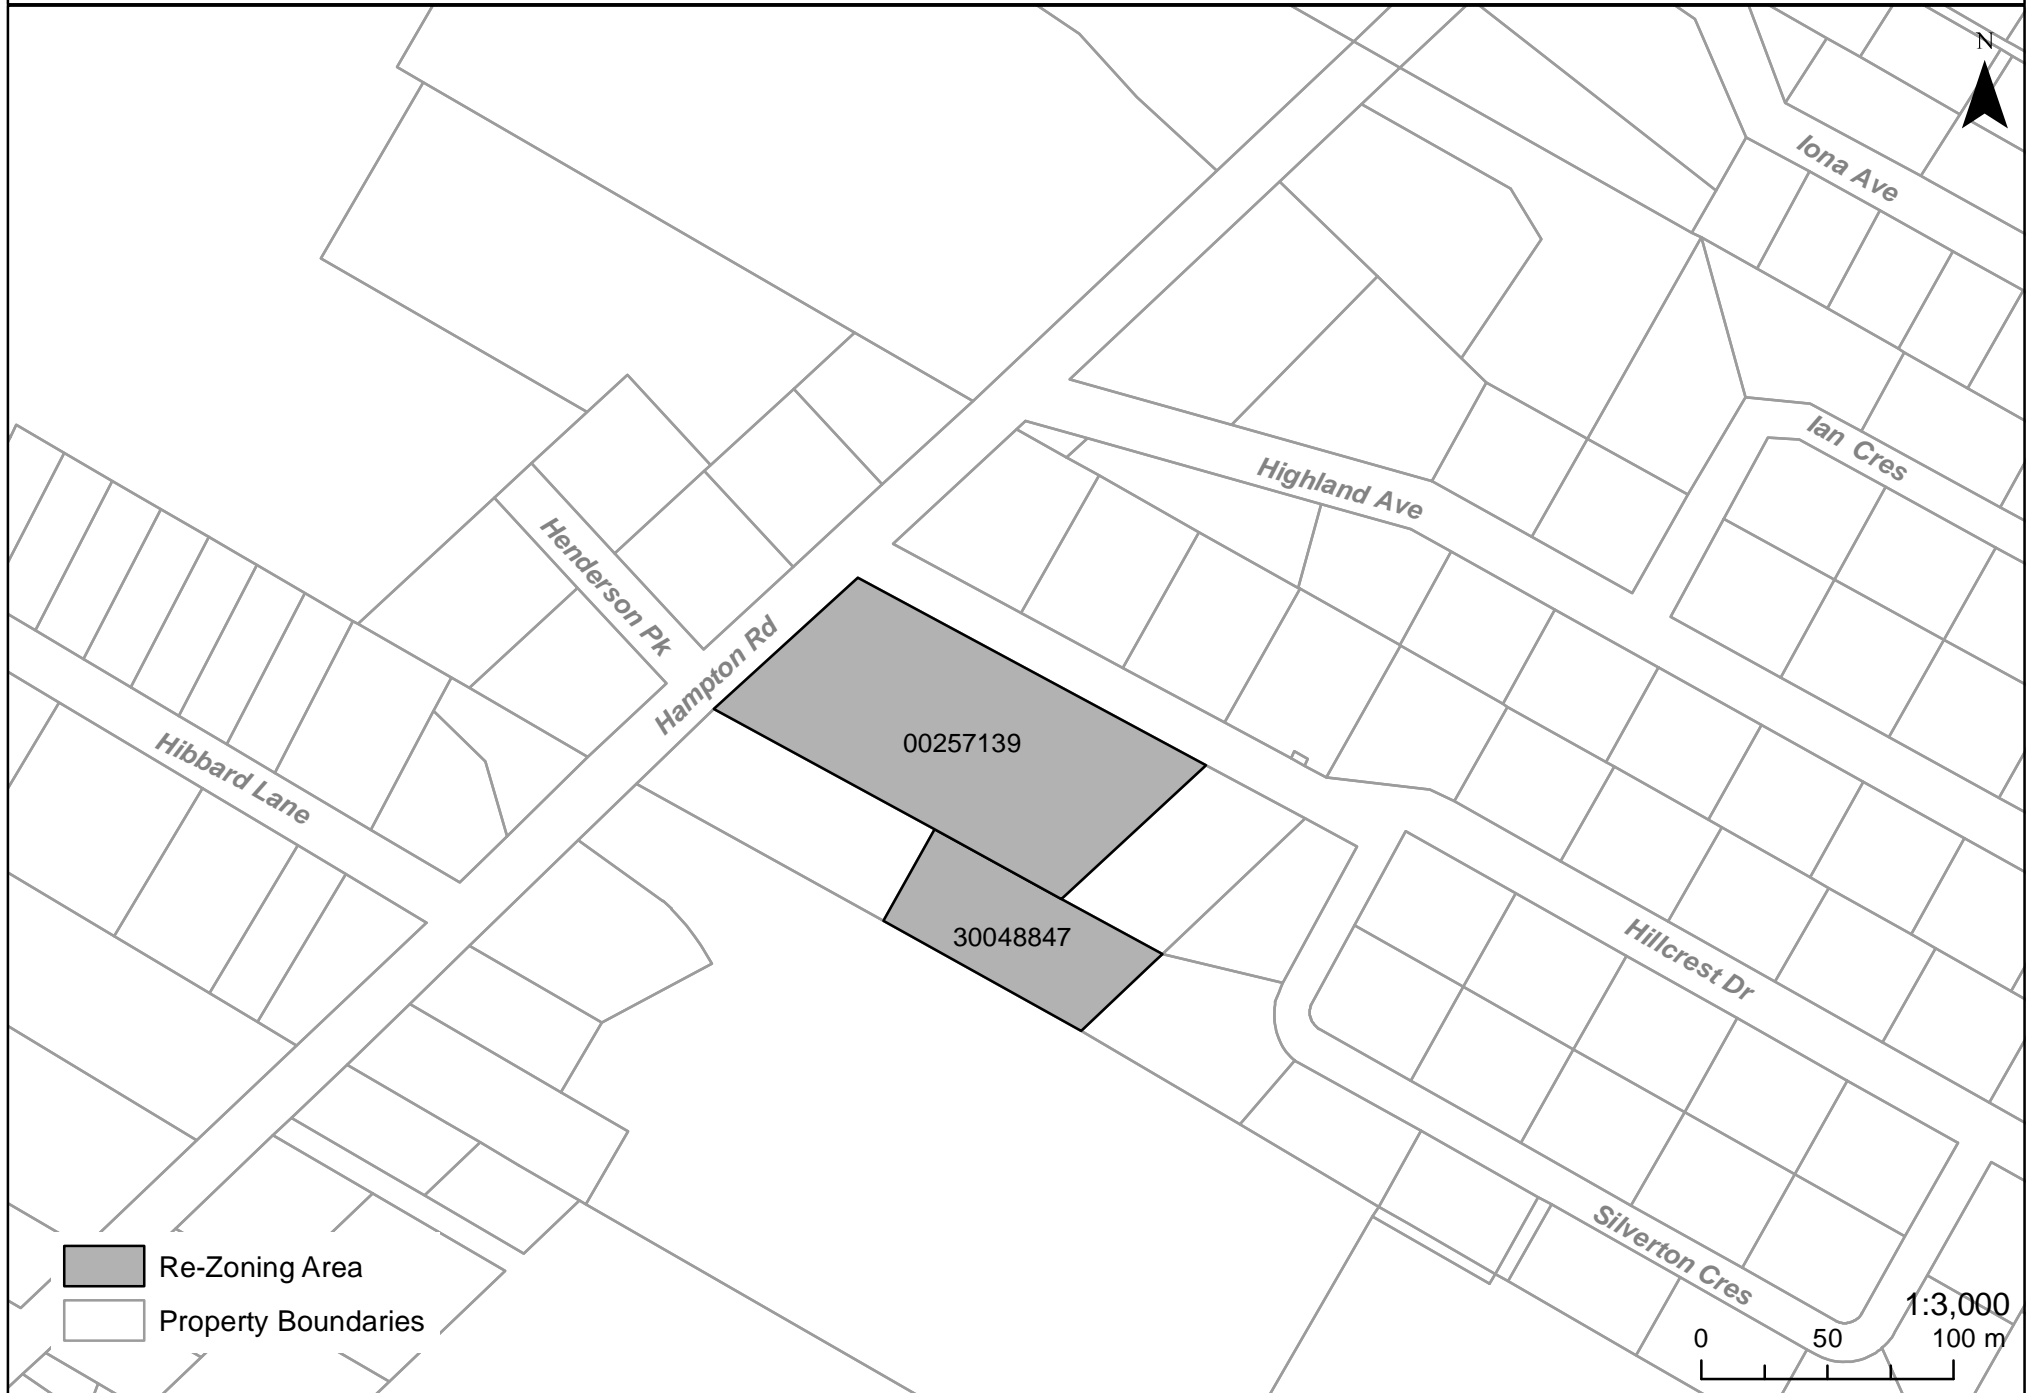 N
Iona Ave
Ian Cres
Highland Ave
Henderson Pk
Hampton Rd
00257139
Hibbard Lane
30048847
Hillcrest Dr
Silverton Cres
Re-Zoning Area
Property Boundaries
1:3,000
0 50 100 m